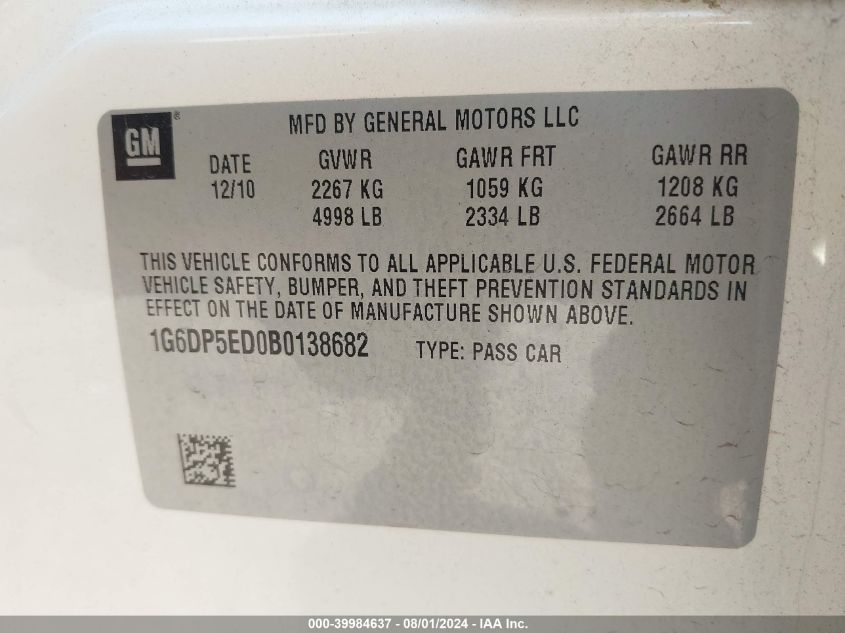 GM ®
MFD BY GENERAL MOTORS LLC
DATE GVWR GAWR FRT GAWR RR
12/10 2267 KG 1059 KG 1208 KG
4998 LB 2334 LB 2664 LB
THIS VEHICLE CONFORMS TO ALL APPLICABLE U.S. FEDERAL MOTOR
VEHICLE SAFETY, BUMPER, AND THEFT PREVENTION STANDARDS IN
EFFECT ON THE DATE OF MANUFACTURE SHOWN ABOVE.
1G6DP5ED0B0138682 TYPE: PASS CAR
000-39984637 - 08/01/2024 - IAA Inc.